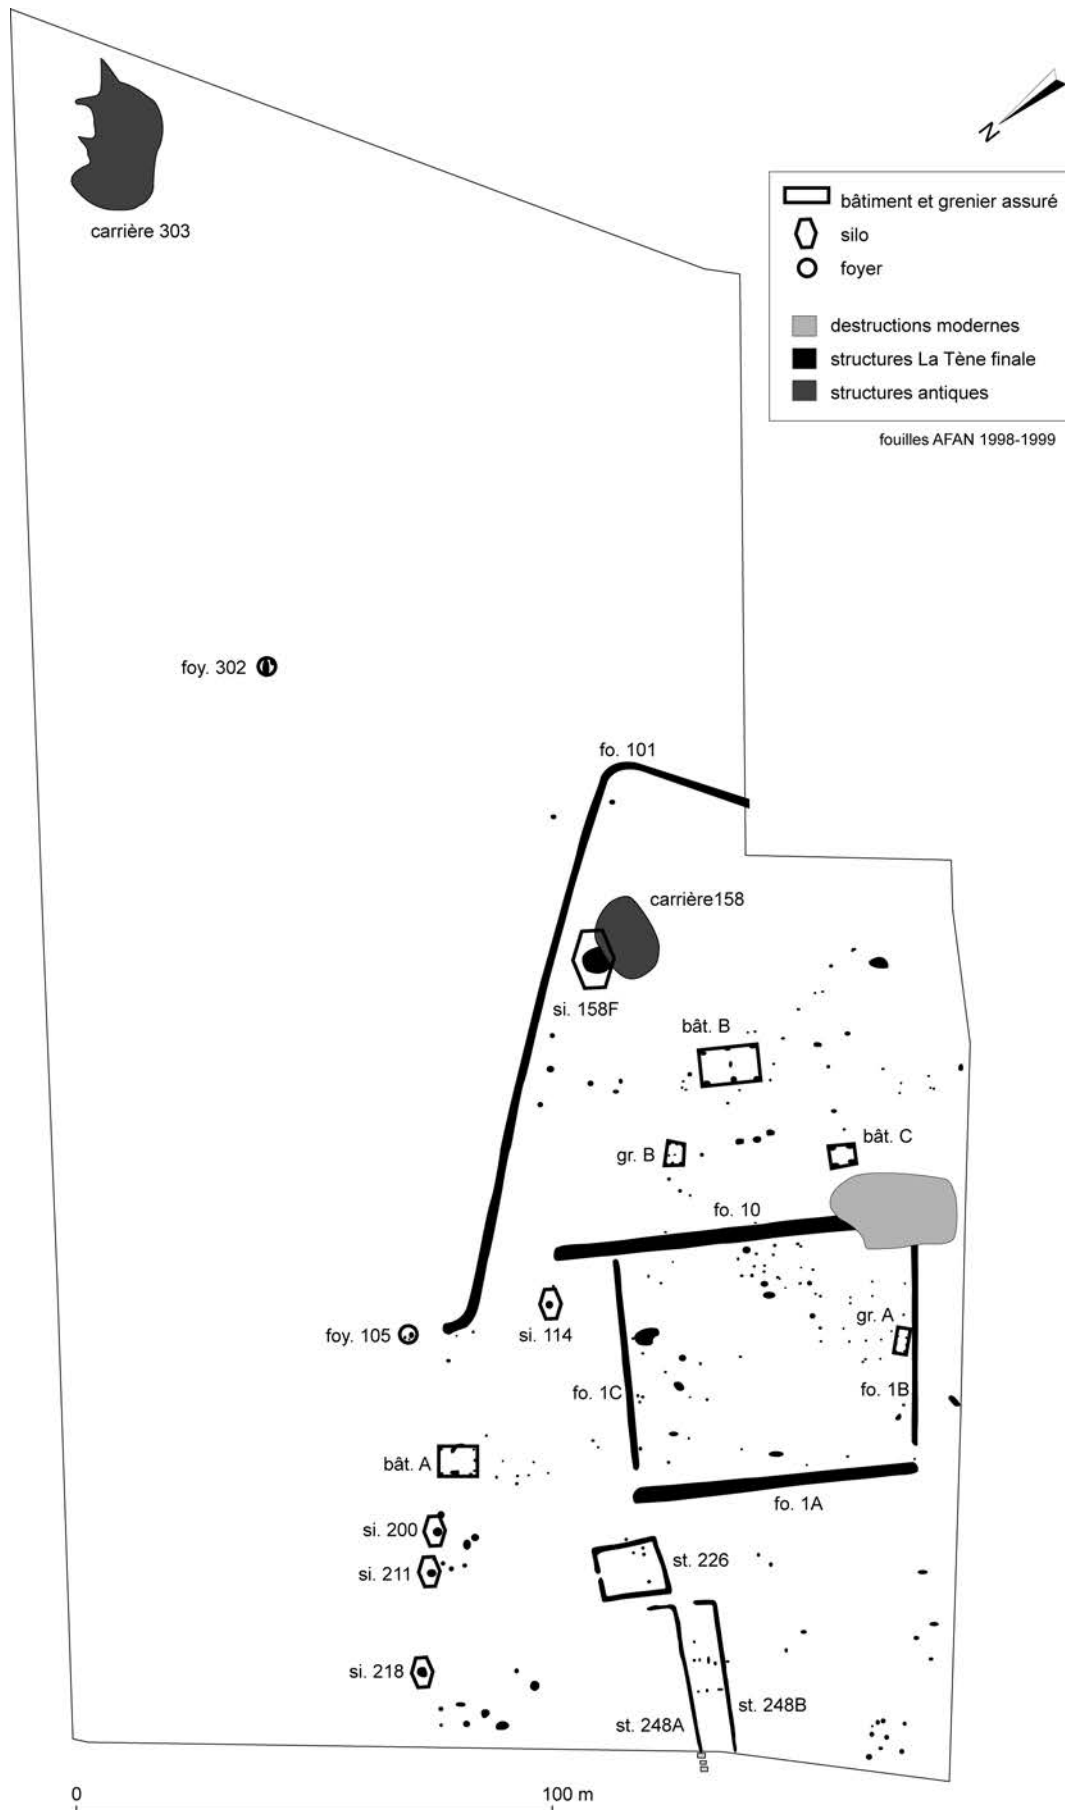 carrière 303
N
bâtiment et grenier assuré
silo
foyer
destructions modernes
structures La Tène finale
structures antiques
fouilles AFAN 1998-1999
foy. 302
fo. 101
carrière158
si. 158F
bât. B
gr. B
bât. C
fo. 10
foy. 105
si. 114
gr. A
fo. 1C
fo. 1B
bât. A
fo. 1A
si. 200
st. 226
si. 211
si. 218
st. 248A
st. 248B
0
100 m